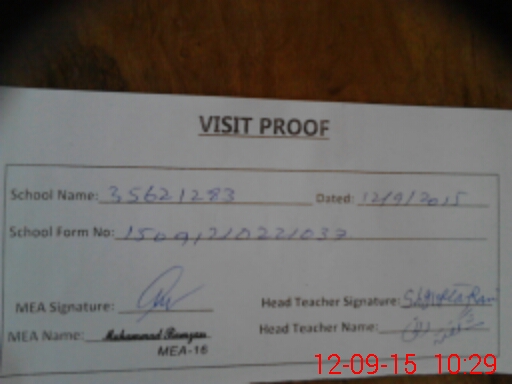 VISIT PROOF
School Name: 35621283 Dated: 12/9/2015
School Form No: 15091210221037
MEA Signature: Head Teacher Signature:
MEA Name: Muhammad Ramzan Head Teacher Name:
MEA-16
12-09-15 10:29